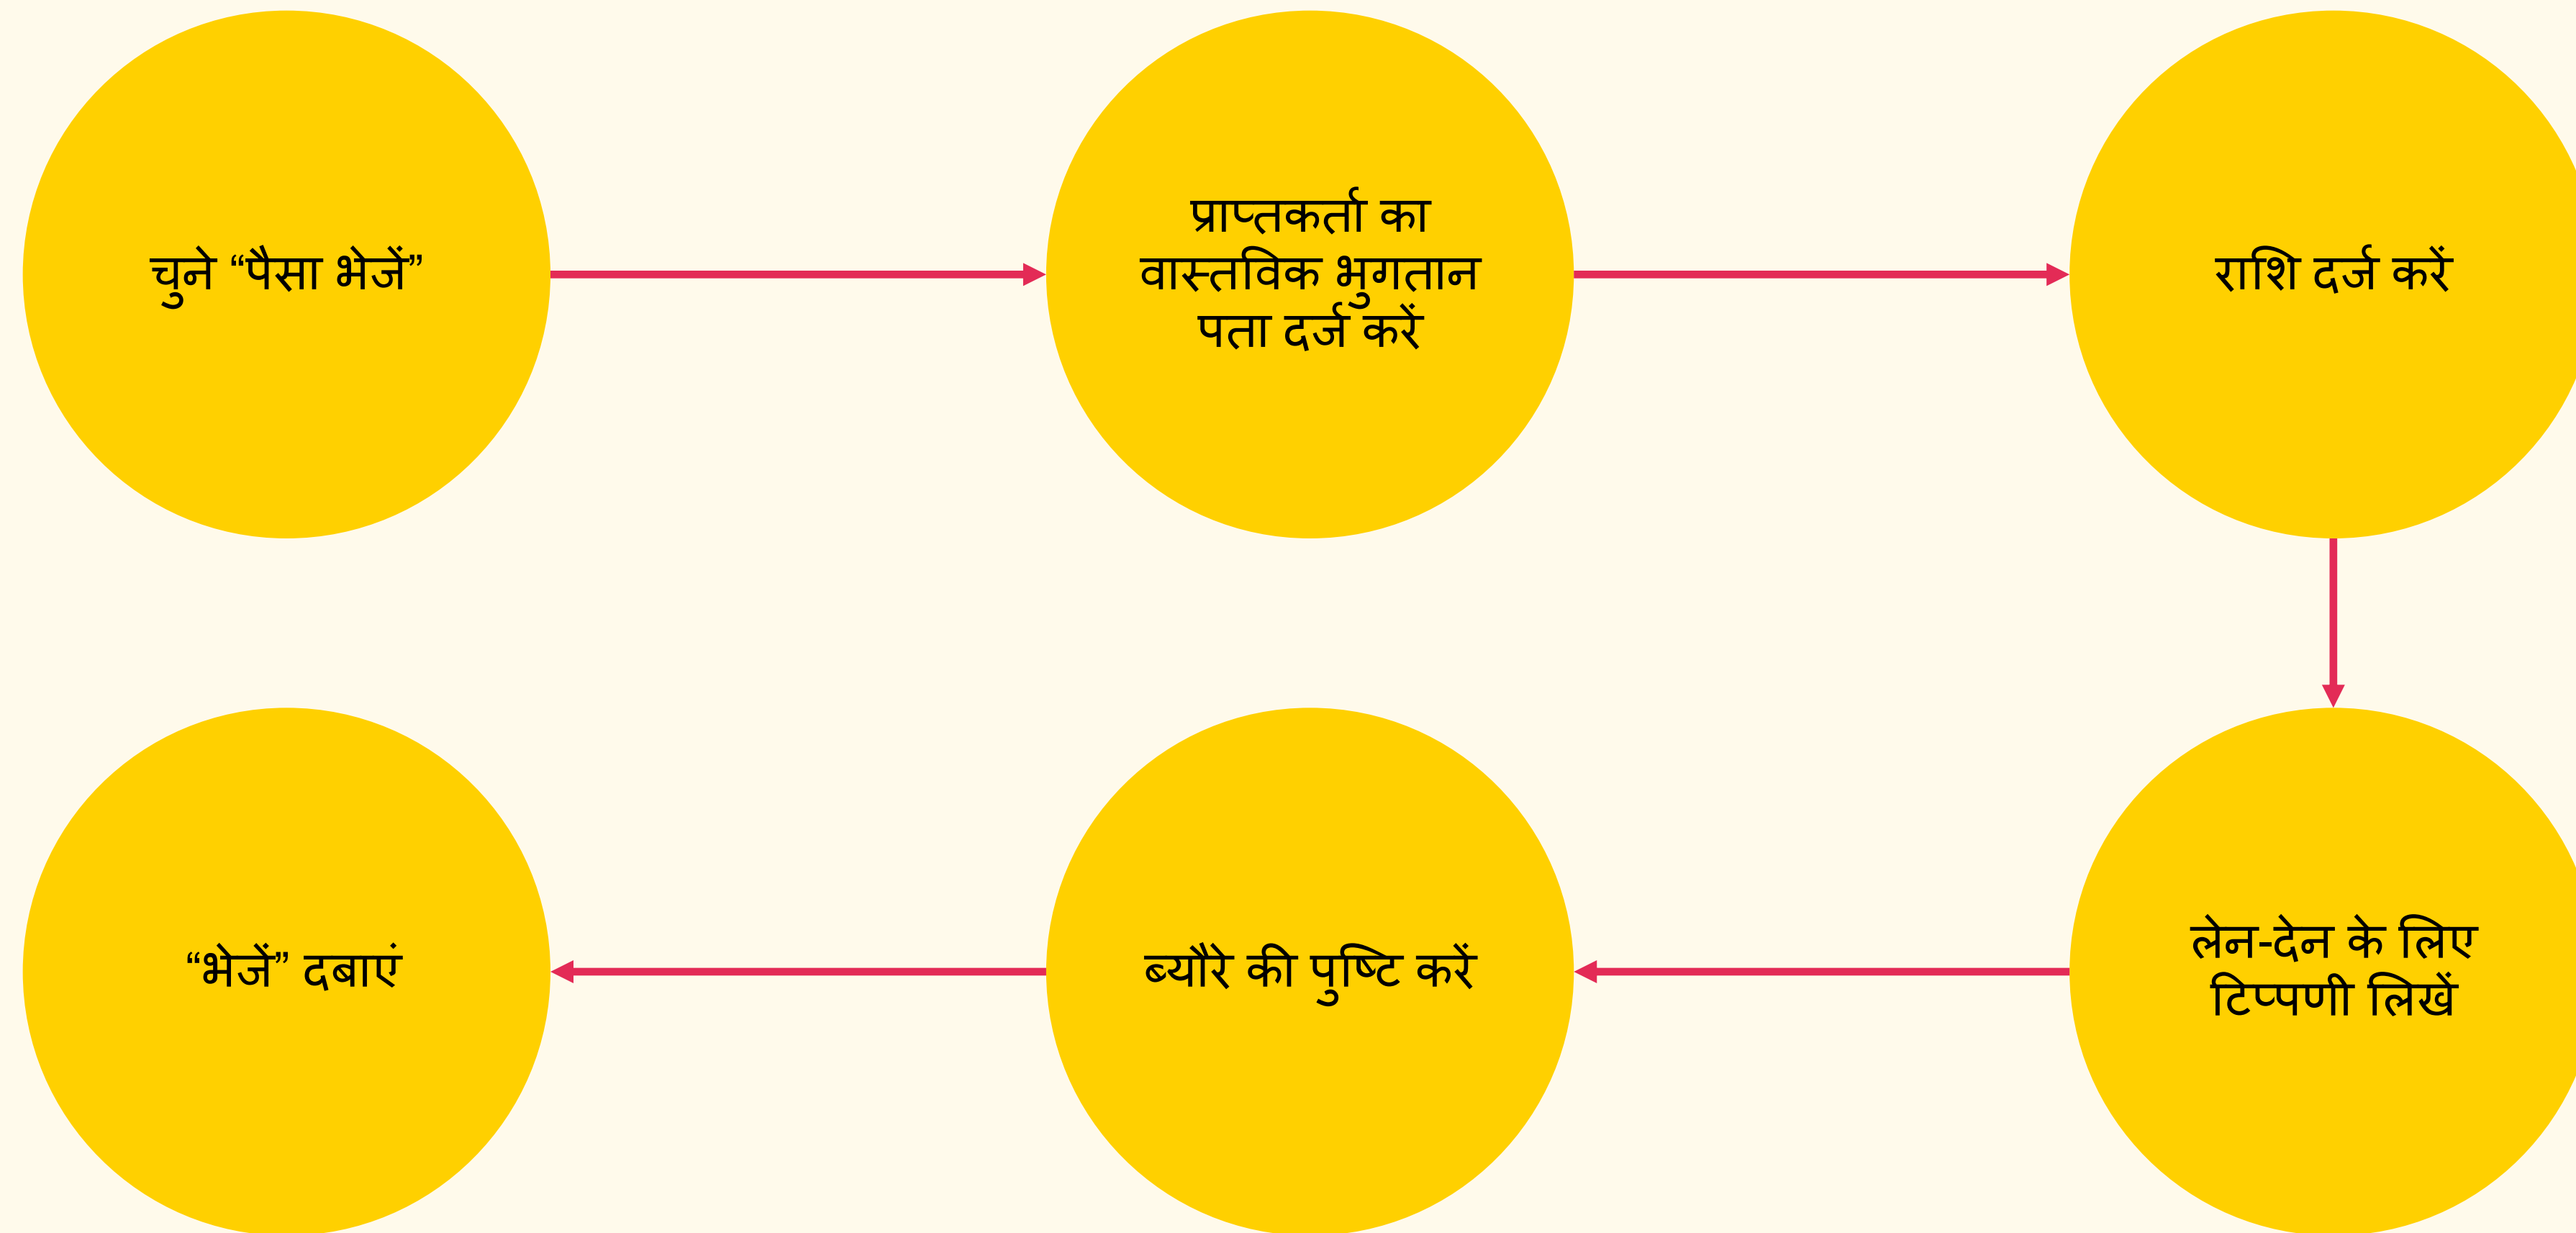 चुने “पैसा भेजें”
प्राप्तकर्ता का
वास्तविक भुगतान
पता दर्ज करें
राशि दर्ज करें
लेन-देन के लिए
टिप्पणी लिखें
ब्यौरे की पुष्टि करें
“भेजें” दबाएं